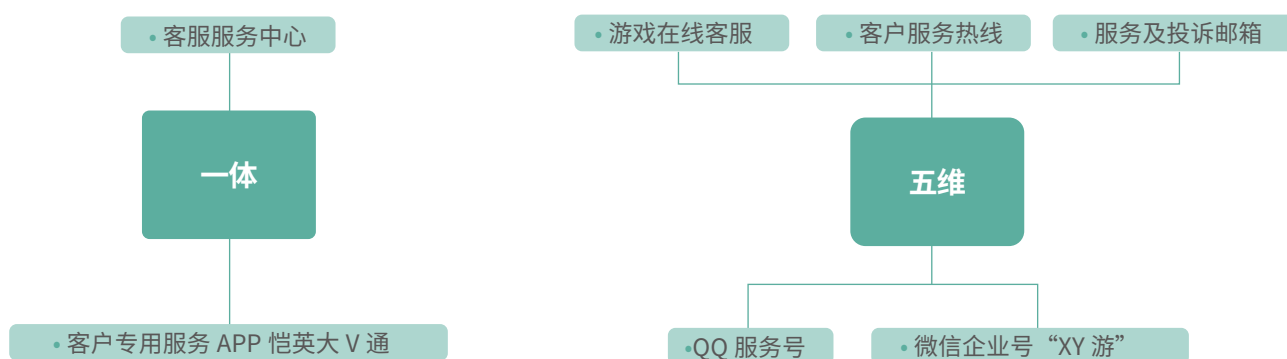 • 客服服务中心
• 游戏在线客服
• 客户服务热线
• 服务及投诉邮箱
一体
五维
• 客户专用服务 APP 恺英大 V 通
•QQ 服务号
• 微信企业号“XY 游”